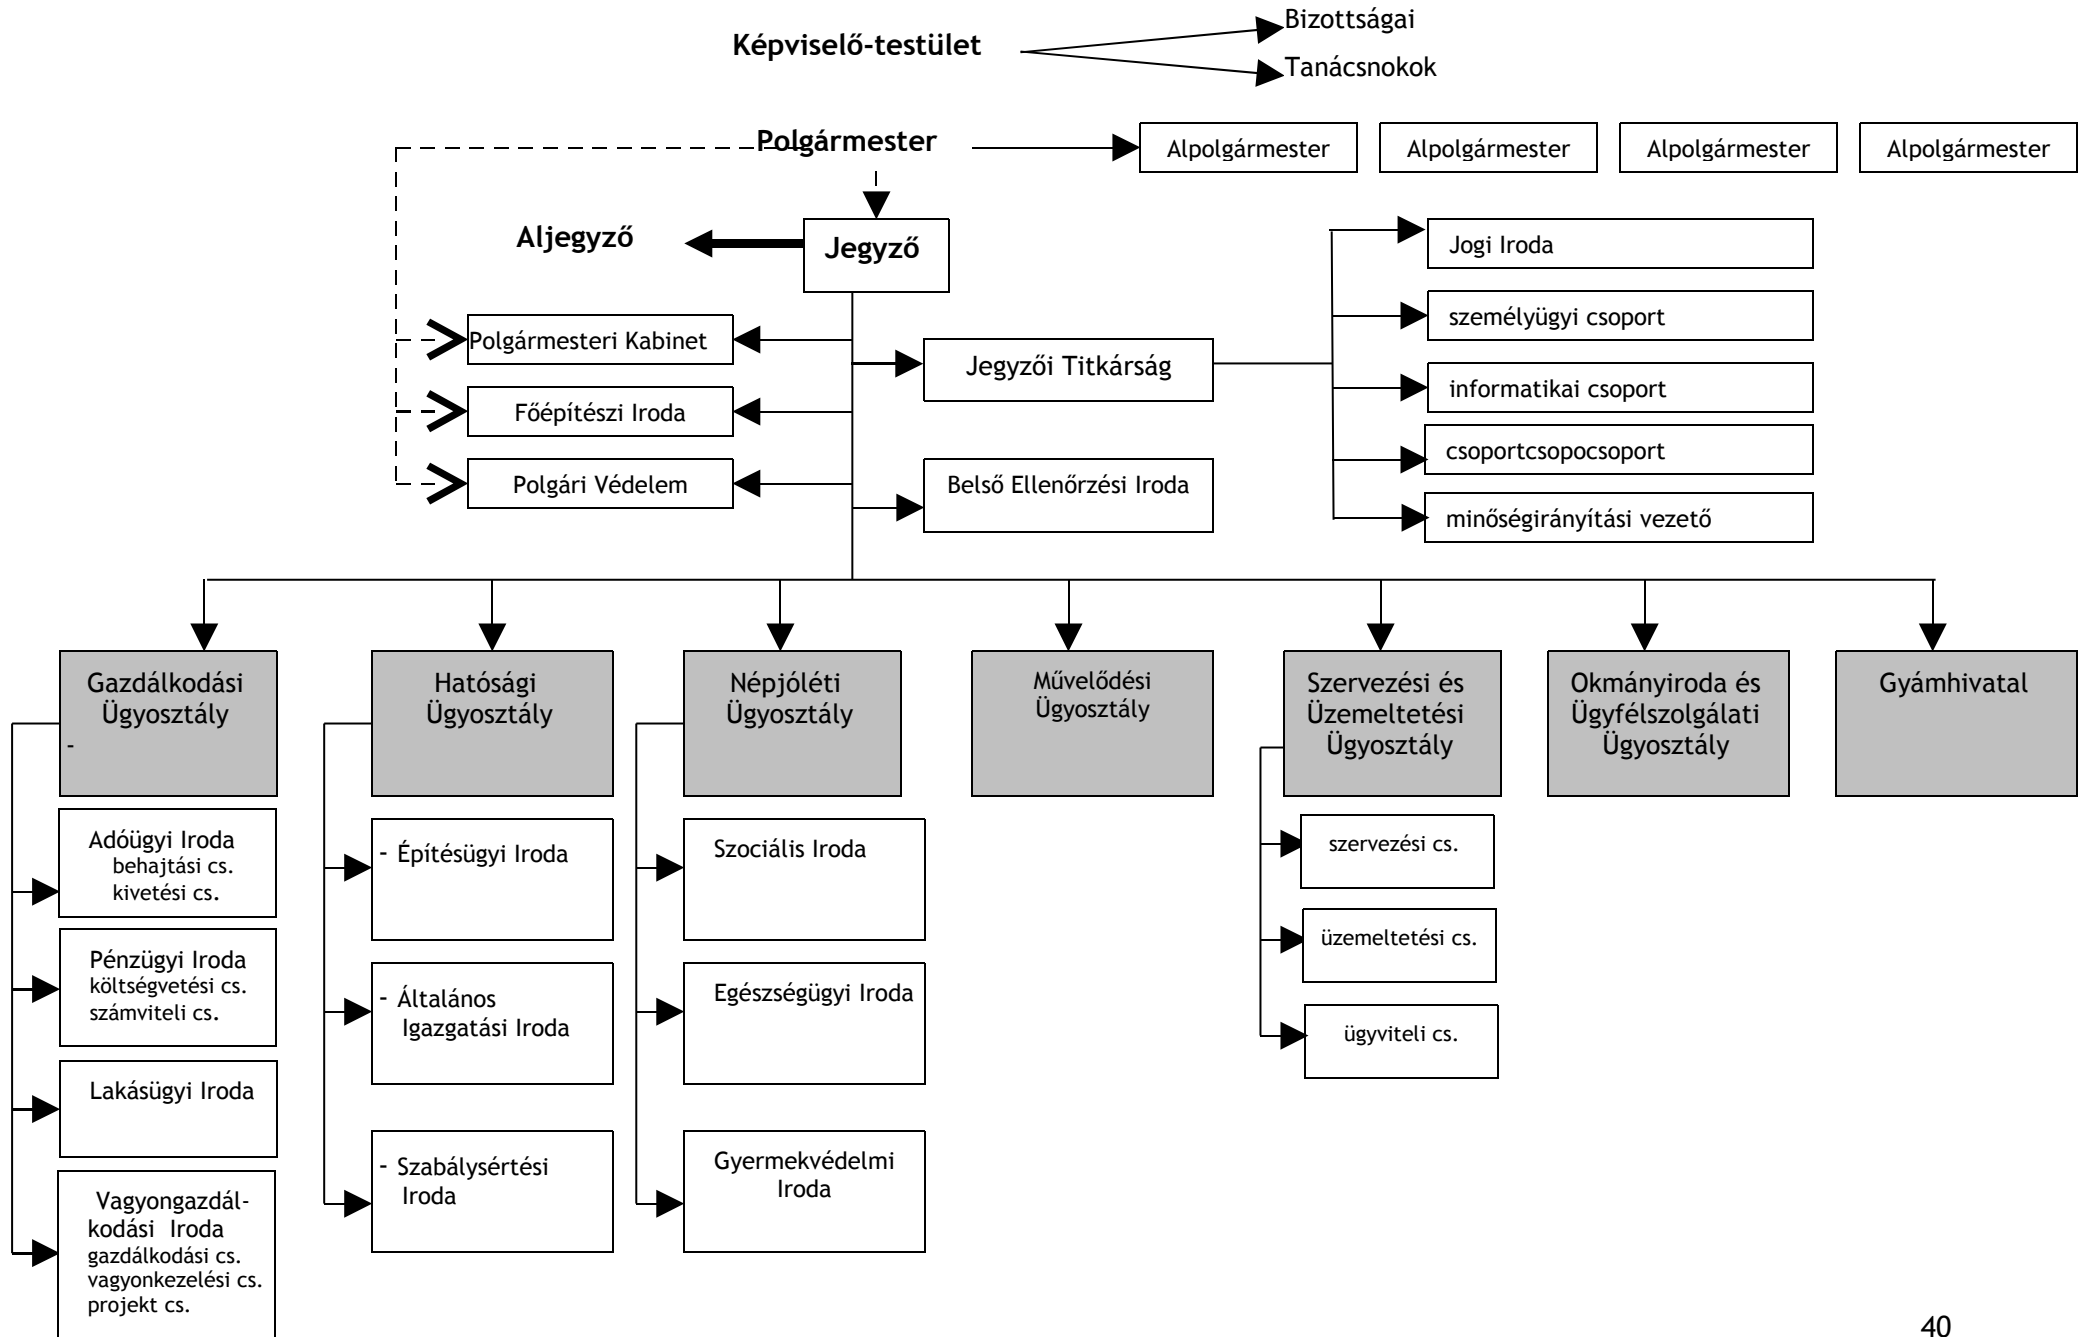 Képviselő-testület
Bizottságai
Tanácsnokok
Polgármester
Alpolgármester
Alpolgármester
Alpolgármester
Alpolgármester
Aljegyző
Jegyző
Jogi Iroda
személyügyi csoport
informatikai csoport
csoportcsopocsoport
minőségirányítási vezető
Polgármesteri Kabinet
Főépítészi Iroda
Polgári Védelem
Jegyzői Titkárság
Belső Ellenőrzési Iroda
Gazdálkodási
Ügyosztály
-
Hatósági
Ügyosztály
Népjóléti
Ügyosztály
Művelődési
Ügyosztály
Szervezési és
Üzemeltetési
Ügyosztály
Okmányiroda és
Ügyfélszolgálati
Ügyosztály
Gyámhivatal
Adóügyi Iroda
behajtási cs.
kivetési cs.
Pénzügyi Iroda
költségvetési cs.
számviteli cs.
Lakásügyi Iroda
Vagyongazdál-
kodási Iroda
gazdálkodási cs.
vagyonkezelési cs.
projekt cs.
- Építésügyi Iroda
- Általános
Igazgatási Iroda
- Szabálysértési
Iroda
Szociális Iroda
Egészségügyi Iroda
Gyermekvédelmi
Iroda
szervezési cs.
üzemeltetési cs.
ügyviteli cs.
40